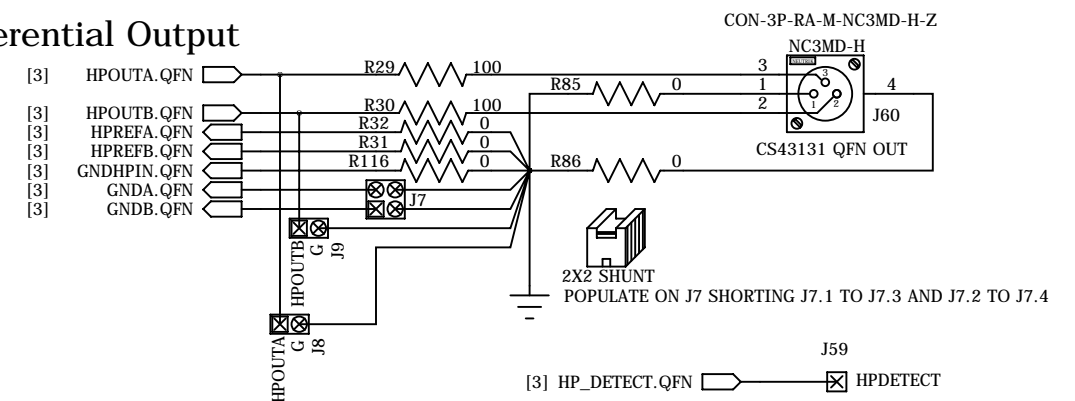 CON-3P-RA-M-NC3MD-H-Z
erential Output
NC3MD-H
[3] HPOUTA.QFN R29 100 3
R85 0 1 4
[3] HPOUTB.QFN R30 100 2
3
1 2
J60
[3] HPREFA.QFN R32 0
[3] HPREFB.QFN R31 0
CS43131 QFN OUT
[3] GNDHPIN.QFN R116 0 R86 0
[3] GNDA.QFN
J7
[3] GNDB.QFN
HPOUTB
G
J9
2X2 SHUNT
POPULATE ON J7 SHORTING J7.1 TO J7.3 AND J7.2 TO J7.4
HPOUTA
G
J8
J59
[3] HP_DETECT.QFN HPDETECT